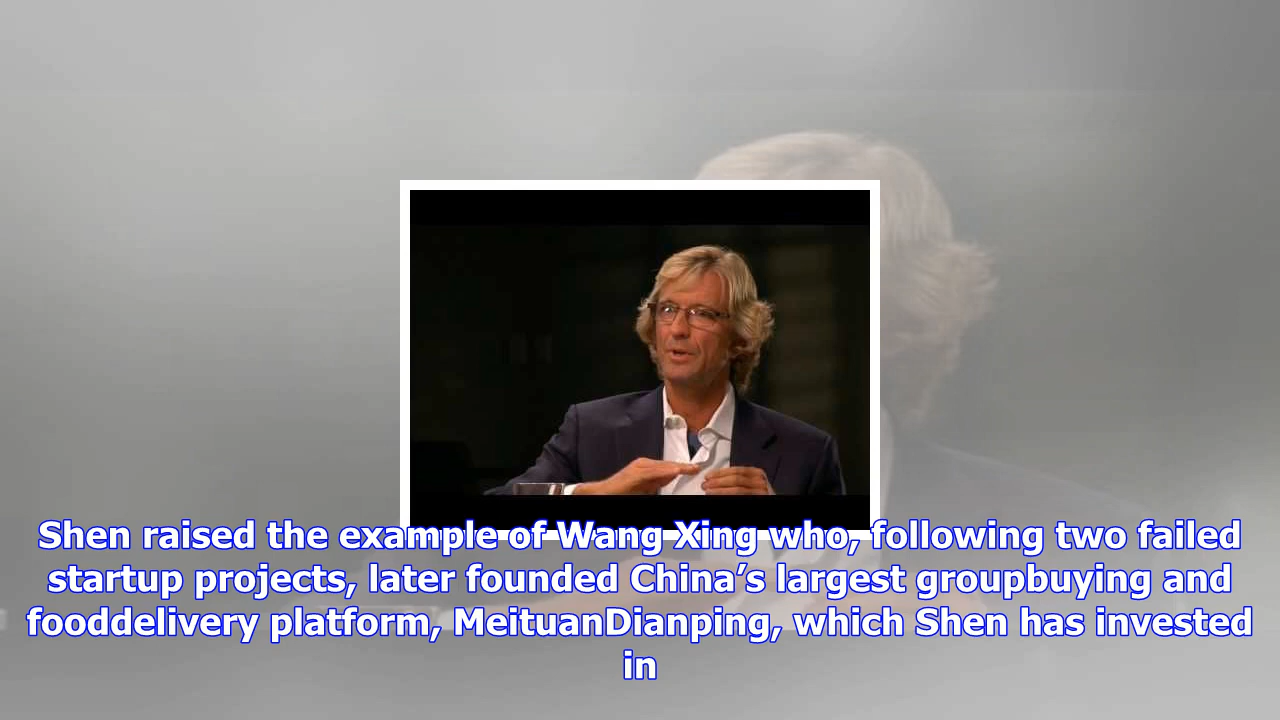 Shen raised the example of Wang Xing who, following two failed
startup projects, later founded China’s largest groupbuying and
fooddelivery platform, MeituanDianping, which Shen has invested
in